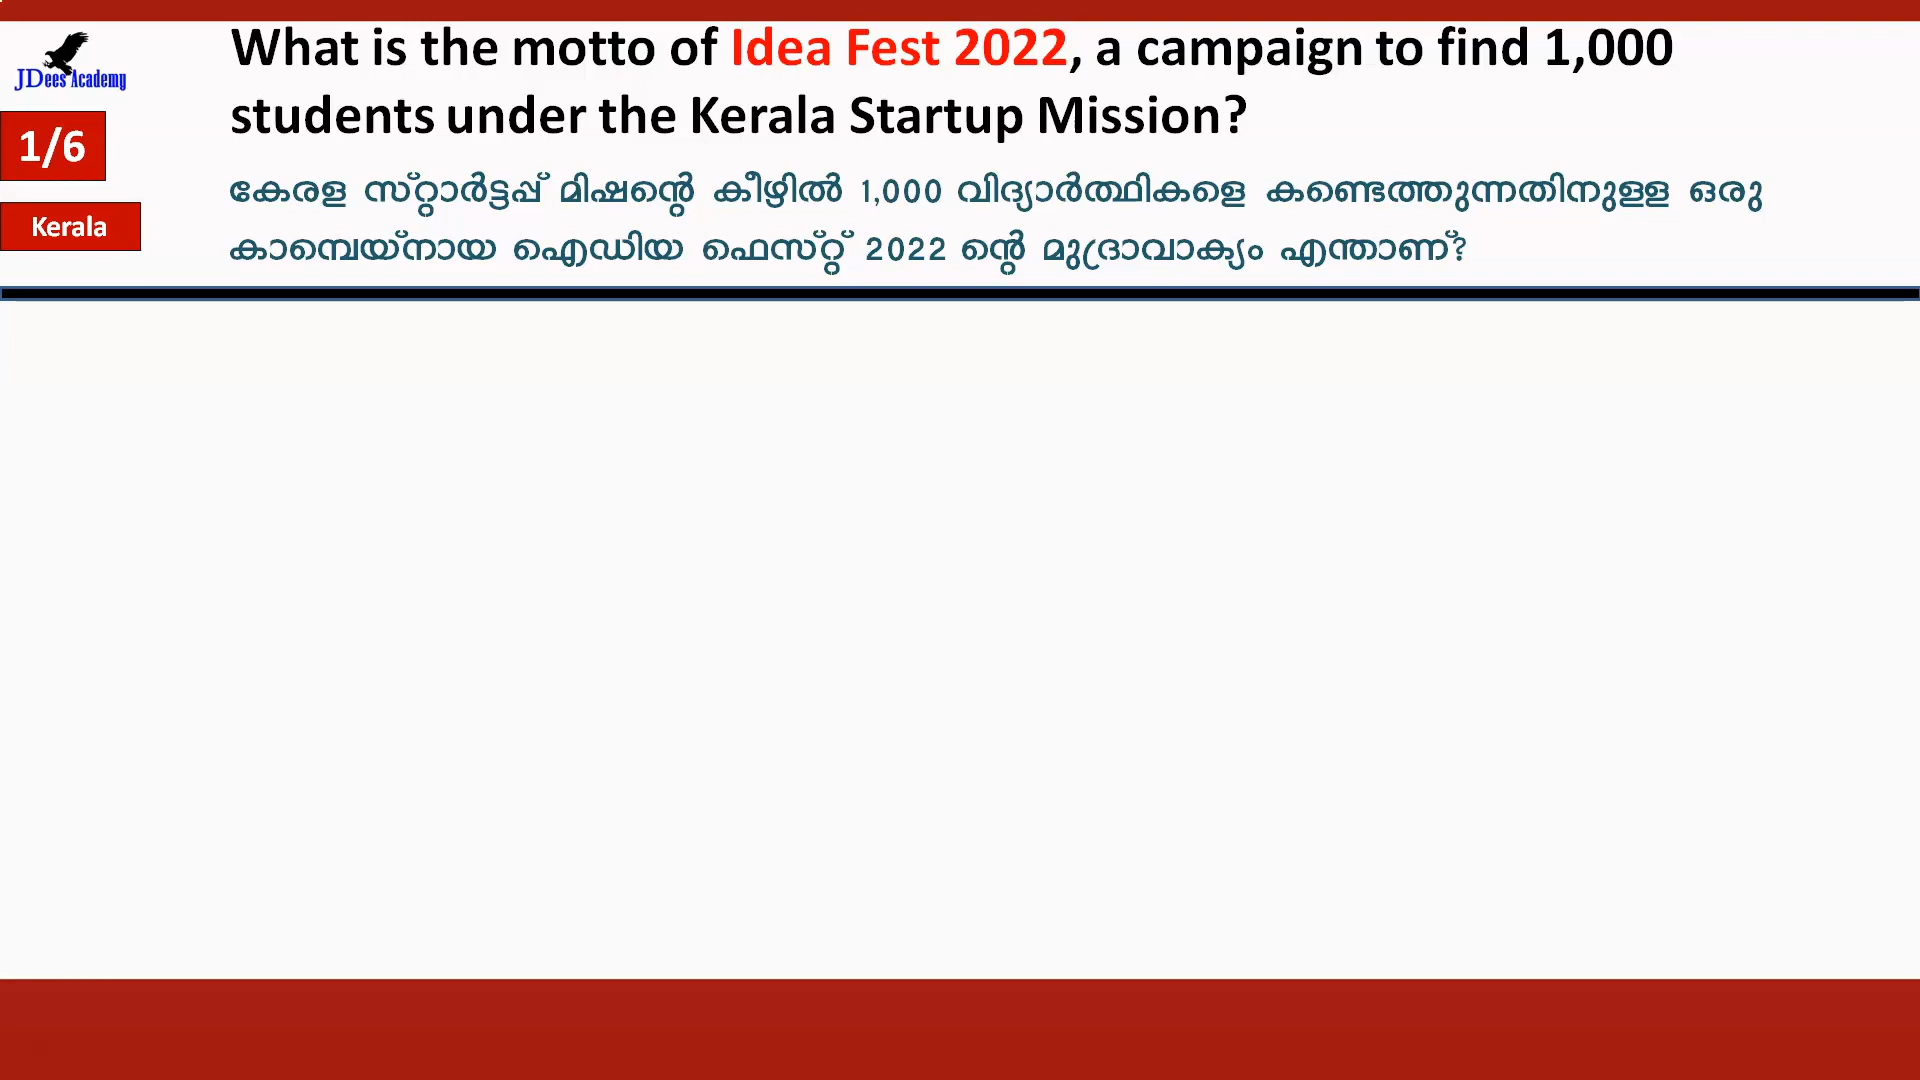 JDees Academy
What is the motto of Idea Fest 2022, a campaign to find 1,000
students under the Kerala Startup Mission?
1/6
Kerala
കേരള സ്റ്റാർട്ടപ്പ് മിഷന്റെ കീഴിൽ 1,000 വിദ്യാർത്ഥികളെ കണ്ടെത്തുന്നതിനുള്ള ഒരു
കാമ്പെയ്നായ ഐഡിയ ഫെസ്റ്റ് 2022 ന്റെ മുദ്രാവാക്യം എന്താണ്?